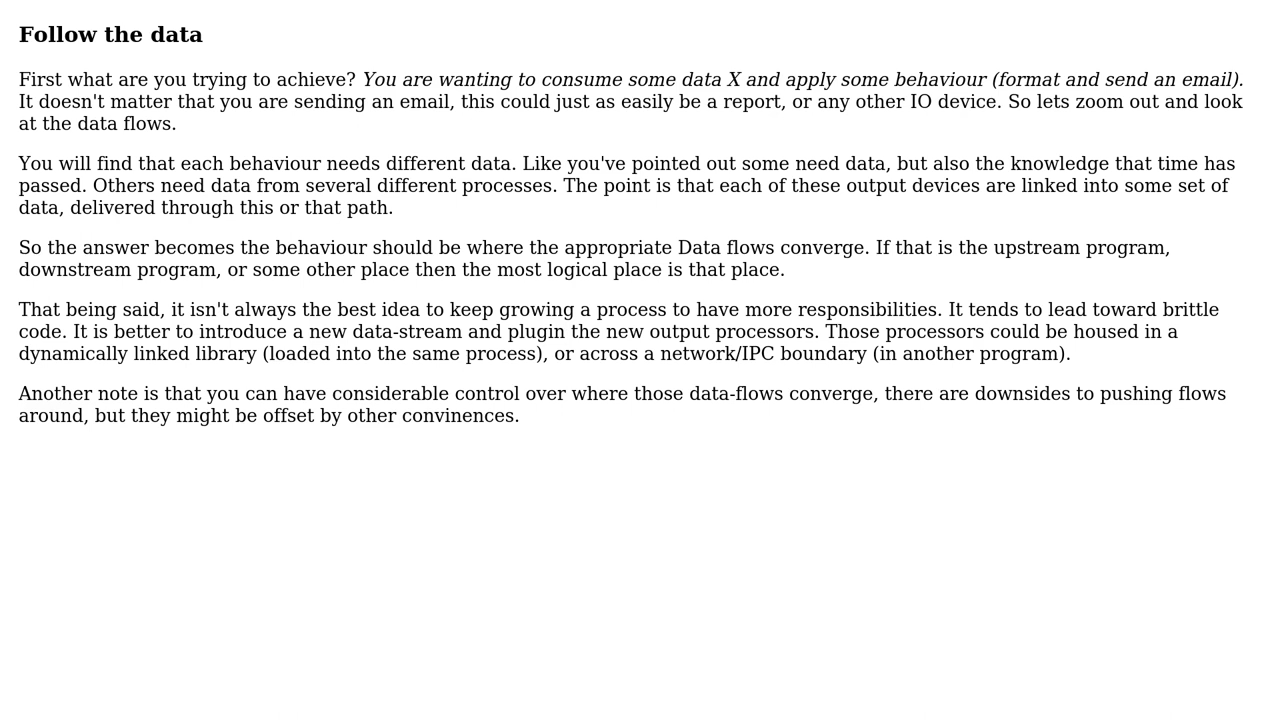 Follow the data
First what are you trying to achieve? You are wanting to consume some data X and apply some behaviour (format and send an email).
It doesn't matter that you are sending an email, this could just as easily be a report, or any other IO device. So lets zoom out and look
at the data flows.
You will find that each behaviour needs different data. Like you've pointed out some need data, but also the knowledge that time has
passed. Others need data from several different processes. The point is that each of these output devices are linked into some set of
data, delivered through this or that path.
So the answer becomes the behaviour should be where the appropriate Data flows converge. If that is the upstream program,
downstream program, or some other place then the most logical place is that place.
That being said, it isn't always the best idea to keep growing a process to have more responsibilities. It tends to lead toward brittle
code. It is better to introduce a new data-stream and plugin the new output processors. Those processors could be housed in a
dynamically linked library (loaded into the same process), or across a network/IPC boundary (in another program).
Another note is that you can have considerable control over where those data-flows converge, there are downsides to pushing flows
around, but they might be offset by other convinences.